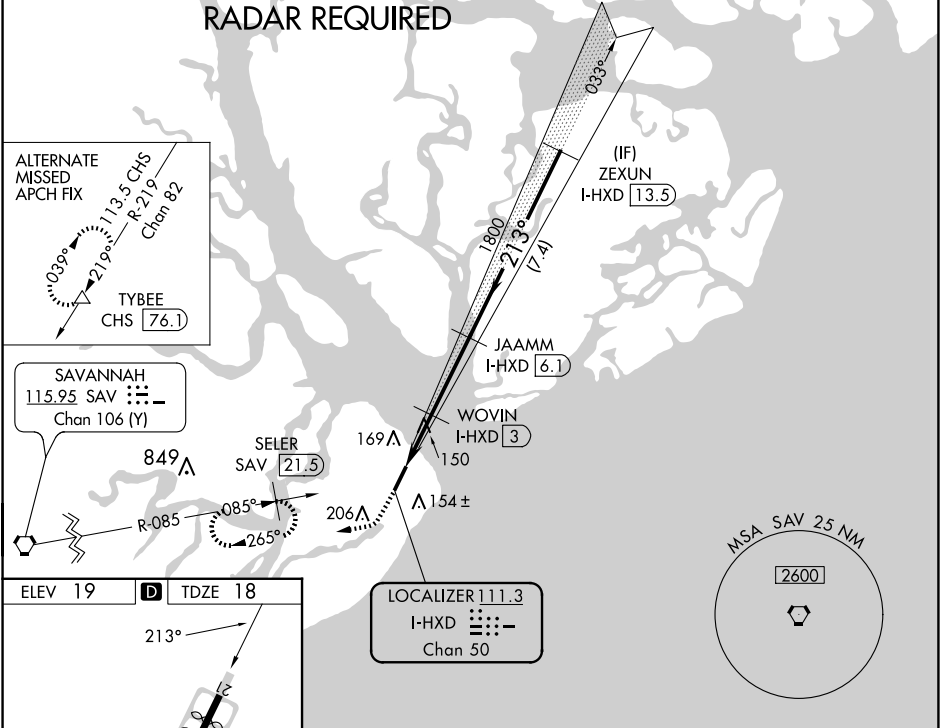 RADAR REQUIRED
033°
(IF)
ZEXUN
I-HXD 13.5
1800
213°
(7.4)
ALTERNATE
MISSED
APCH FIX
113.5 CHS
R-219
Chan 82
039°
219°
TYBEE
CHS 76.1
JAAMM
I-HXD 6.1
SAVANNAH
115.95 SAV
Chan 106 (Y)
WOVIN
I-HXD 3
169
150
SELER
SAV 21.5
849
R-085
085°
265°
206
154 ±
MSA SAV 25 NM
2600
LOCALIZER 111.3
I-HXD
Chan 50
ELEV 19 D TDZE 18
213°
21